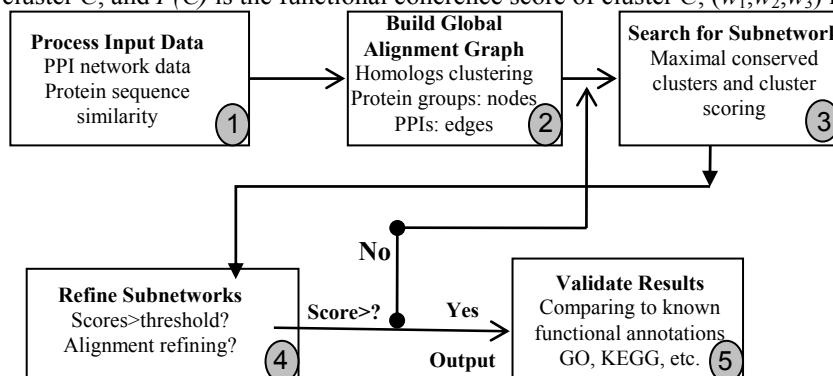 cluster C, and F(C) is the functional coherence score of cluster C, (w1,w2,w3) i
Process Input Data
PPI network data
Protein sequence
similarity
1
Build Global
Alignment Graph
Homologs clustering
Protein groups: nodes
PPIs: edges
2
Search for Subnetwork
Maximal conserved
clusters and cluster
scoring
3
No
Refine Subnetworks
Scores>threshold?
Alignment refining?
4
Score>?
Yes
Output
Validate Results
Comparing to known
functional annotations
GO, KEGG, etc.
5